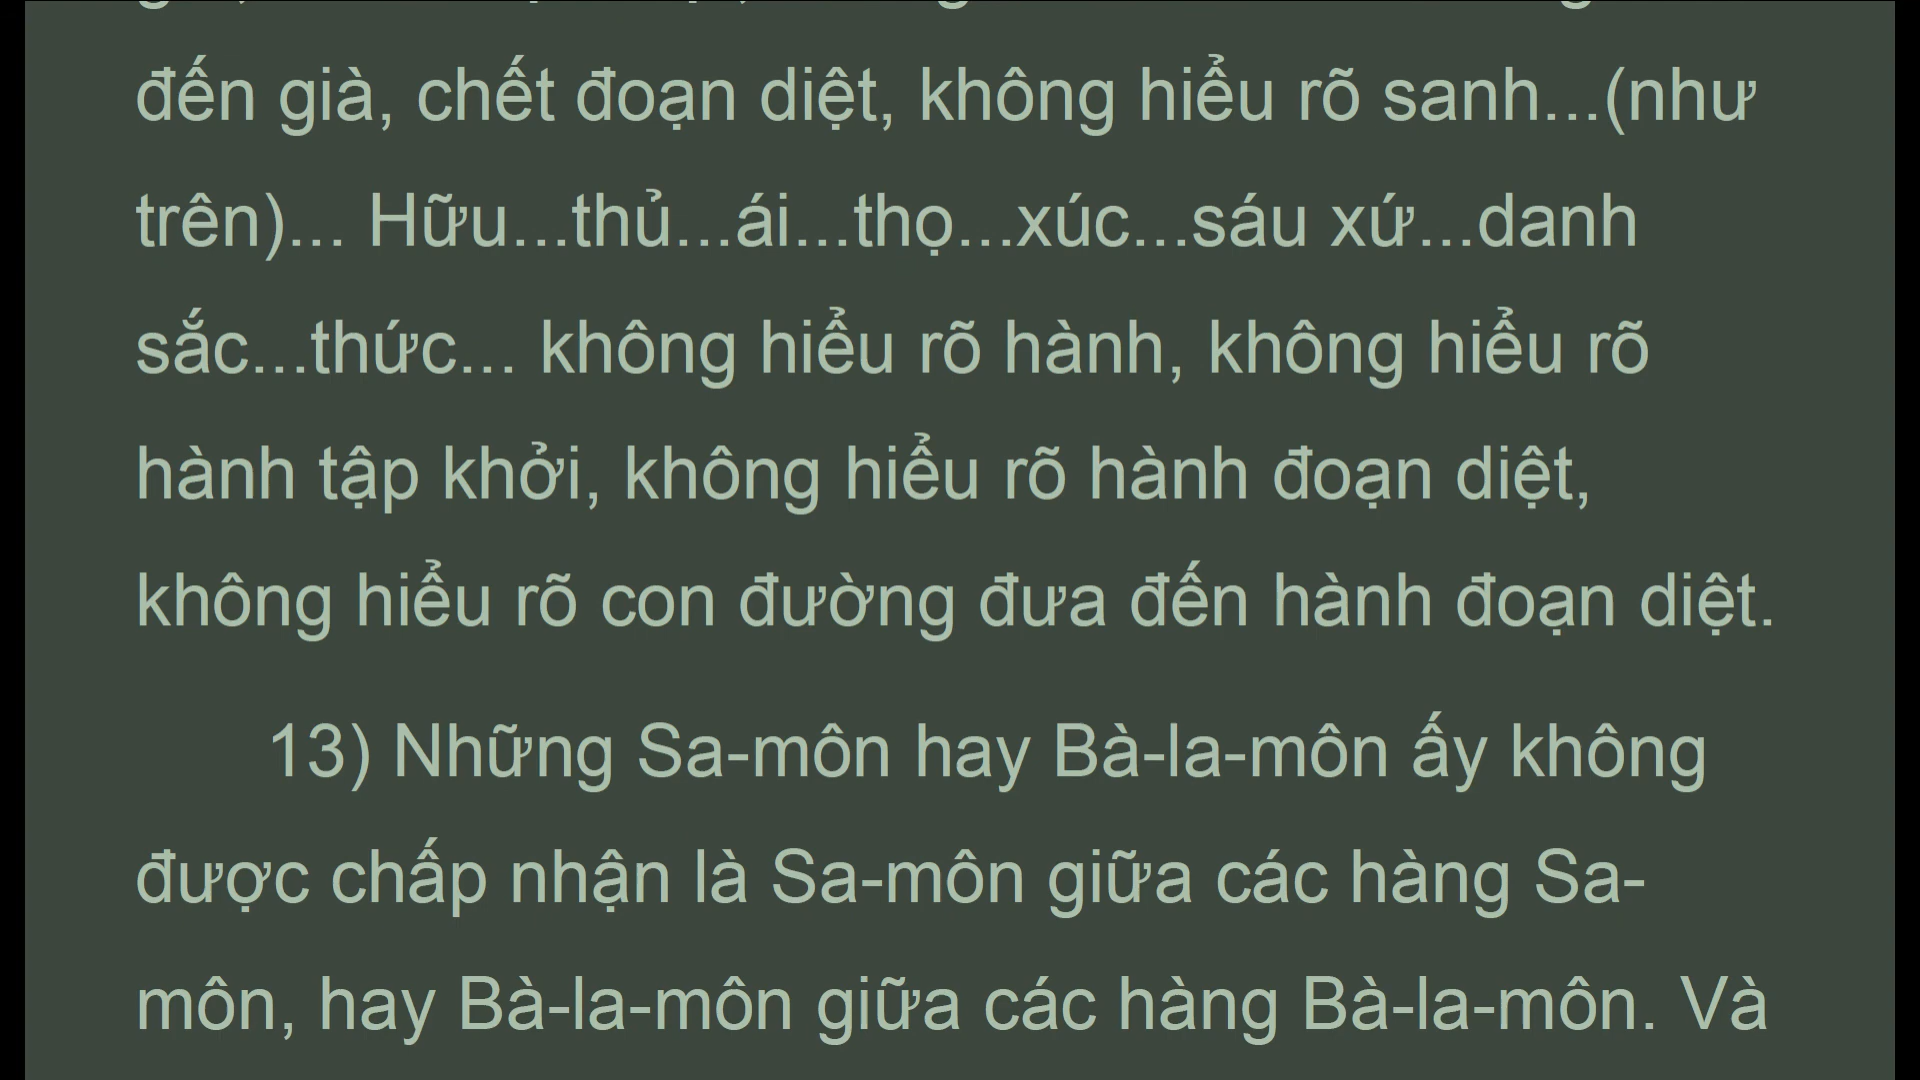 đến già, chết đoạn diệt, không hiểu rõ sanh...(như
trên)... Hữu...thủ...ái...thọ...xúc...sáu xứ...danh
sắc...thức... không hiểu rõ hành, không hiểu rõ
hành tập khởi, không hiểu rõ hành đoạn diệt,
không hiểu rõ con đường đưa đến hành đoạn diệt.
13) Những Sa-môn hay Bà-la-môn ấy không
được chấp nhận là Sa-môn giữa các hàng Sa-
môn, hay Bà-la-môn giữa các hàng Bà-la-môn. Và